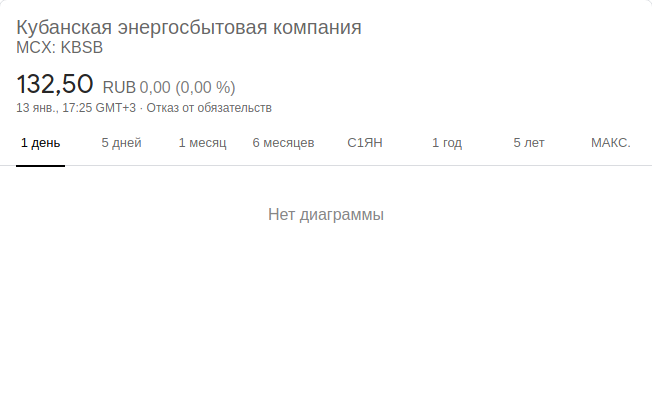 Кубанская энергосбытовая компания
MCX: KBSB
132,50 RUB 0,00 (0,00 %)
13 янв., 17:25 GMT+3 · Отказ от обязательств
1 день 5 дней 1 месяц 6 месяцев С1ЯН 1 год 5 лет МАКС.
Нет диаграммы